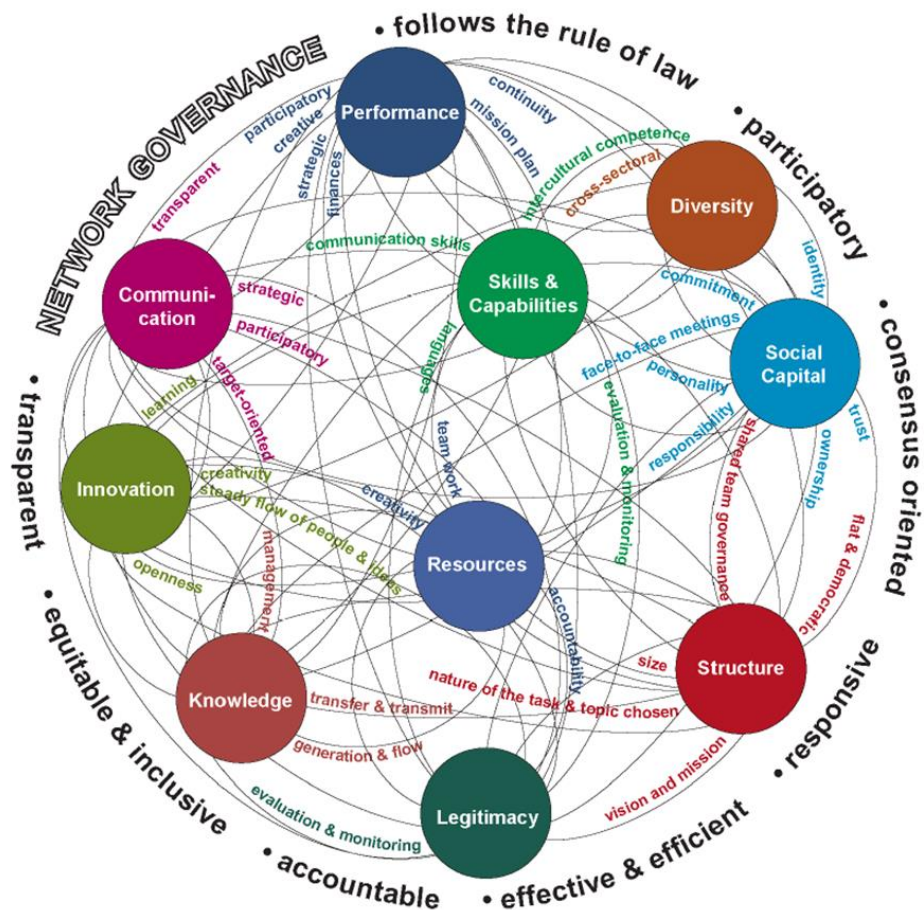 NETWORK GOVERNANCE
• follows the rule of law
• participatory
• consensus oriented
• responsive
• effective & efficient
• accountable
• equitable & inclusive
• transparent
Performance
participatory
creative
strategic
finances
continuity
mission plan
intercultural competence
cross-sectoral
Diversity
transparent
communication skills
Skills &
Capabilities
identity
commitment
Communi-
cation
strategic
participatory
target-oriented
languages
face-to-face meetings
personality
responsibility
Social
Capital
trust
ownership
learning
evaluation & monitoring
shared team governance
flat & democratic
team work
creativity
Innovation
creativity
steady flow of people & ideas
openness
management
Resources
accountability
Knowledge
transfer & transmit
generation & flow
size
nature of the task & topic chosen
Structure
vision and mission
evaluation & monitoring
Legitimacy